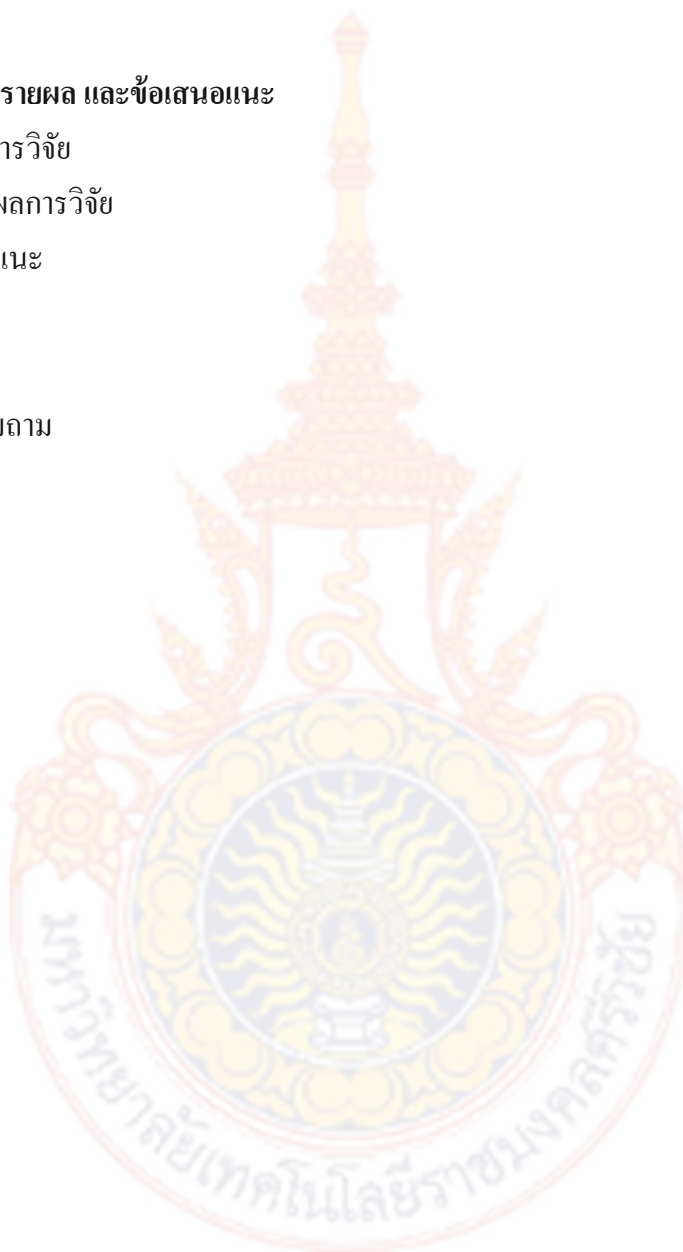 รายผล และข้อเสนอแนะ
ารวิจัย
ผลการวิจัย
แนะ
บถาม
มหาวิทยาลัยเทคโนโลยีราชมงคลศรีวิชัย